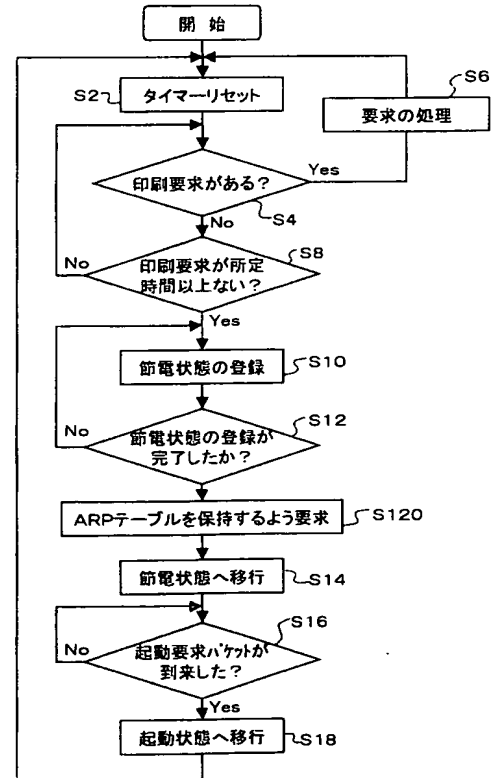 開始
S2
タイマーリセット
S6
要求の処理
印刷要求がある?
Yes
S4
No
S8
印刷要求が所定
時間以上ない?
No
Yes
節電状態の登録
S10
S12
節電状態の登録が
完了したか?
No
ARPテーブルを保持するよう要求
S120
節電状態へ移行
S14
S16
起動要求パケットが
到来した?
No
Yes
起動状態へ移行
S18